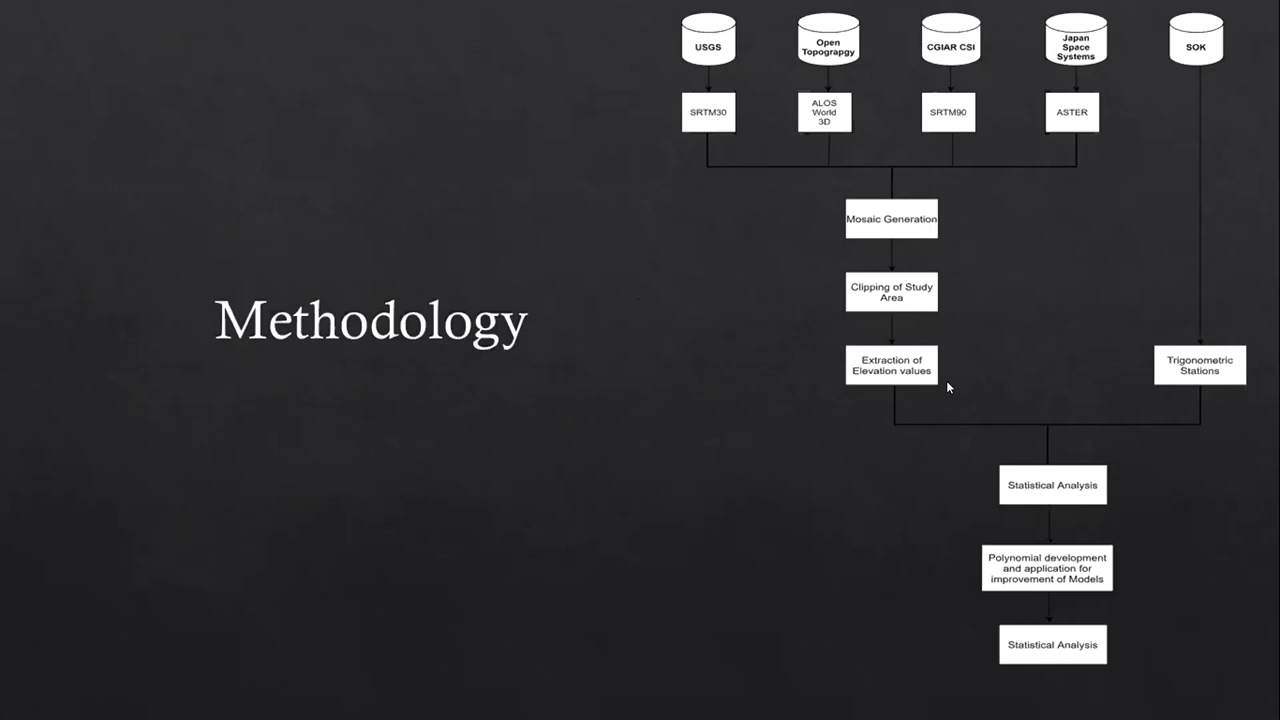 Methodology
USGS
Open
Topograpgy
CGIAR CSI
Japan
Space
Systems
SOK
SRTM30
ALOS
World
3D
SRTM90
ASTER
Mosaic Generation
Clipping of Study
Area
Extraction of
Elevation values
Trigonometric
Stations
Statistical Analysis
Polynomial development
and application for
improvement of Models
Statistical Analysis